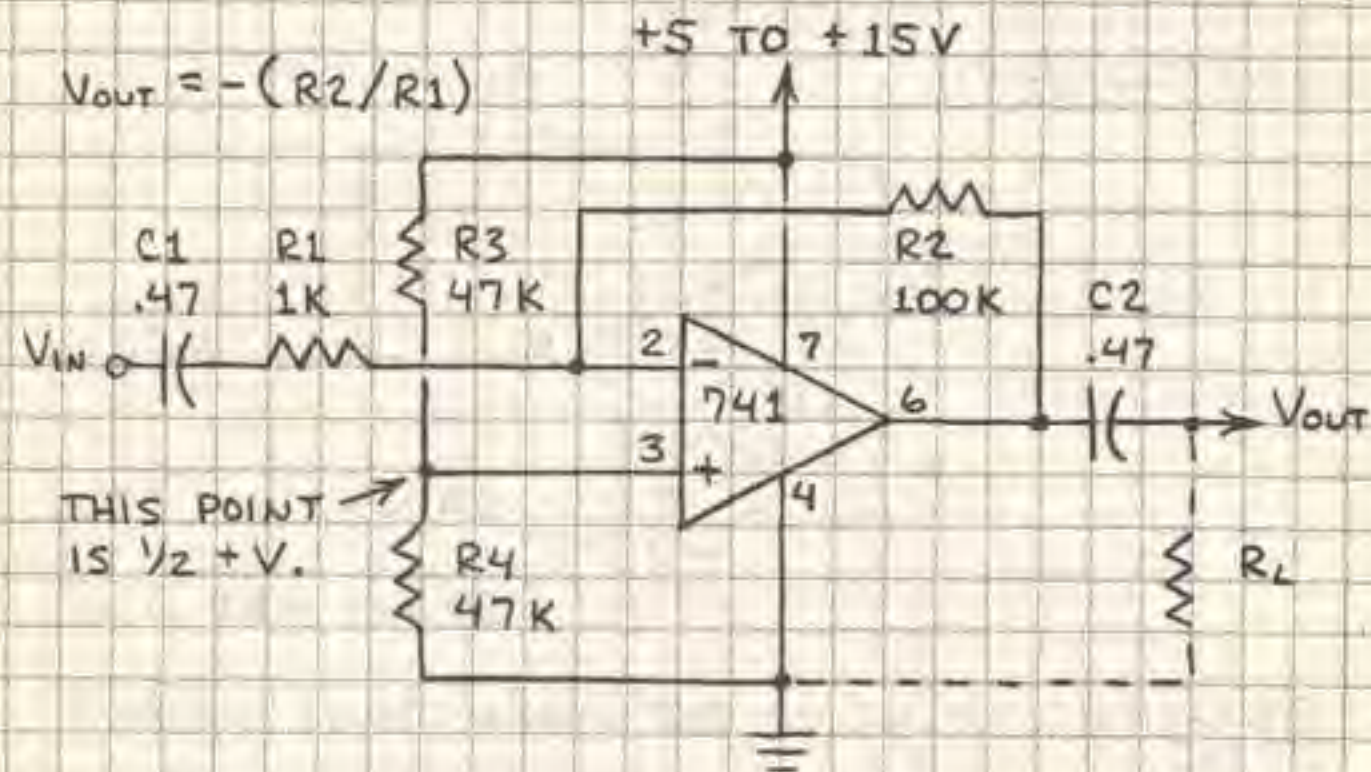 +5 TO +15V
VOUT = -(R2/R1)
C1
.47
R1
1K
R3
47K
R2
100K
C2
.47
VIN
2
-
7
741
6
VOUT
3
+
4
THIS POINT
IS 1/2 + V.
R4
47K
RL